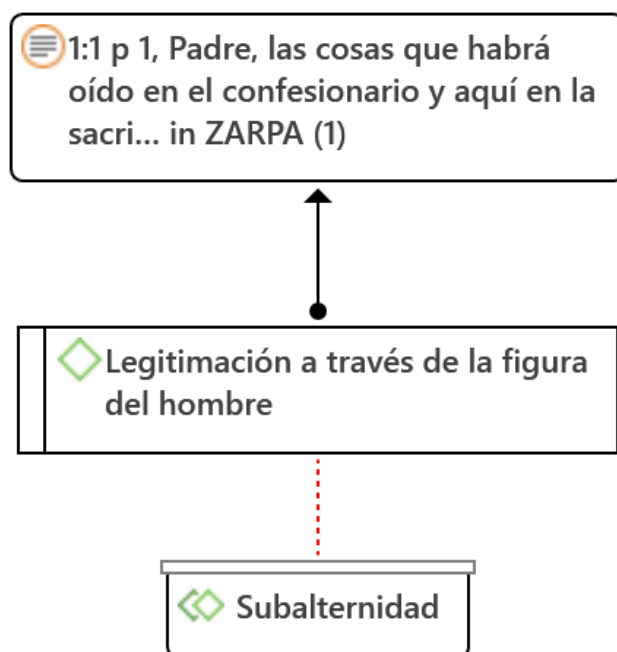 1:1 p 1, Padre, las cosas que habrá
oído en el confesionario y aquí en la
sacri... in ZARPA (1)
Legitimación a través de la figura
del hombre
Subalternidad